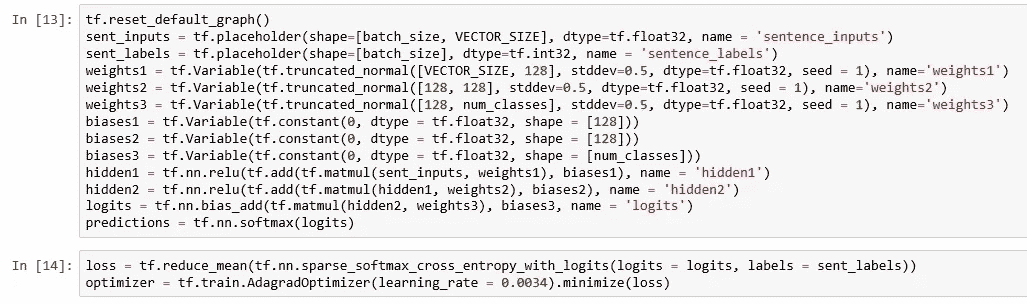 In [13]:
tf.reset_default_graph()
sent_inputs = tf.placeholder(shape=[batch_size, VECTOR_SIZE], dtype=tf.float32, name = 'sentence_inputs')
sent_labels = tf.placeholder(shape=[batch_size], dtype=tf.int32, name = 'sentence_labels')
weights1 = tf.Variable(tf.truncated_normal([VECTOR_SIZE, 128], stddev=0.5, dtype=tf.float32, seed = 1), name='weights1')
weights2 = tf.Variable(tf.truncated_normal([128, 128], stddev=0.5, dtype=tf.float32, seed = 1), name='weights2')
weights3 = tf.Variable(tf.truncated_normal([128, num_classes], stddev=0.5, dtype=tf.float32, seed = 1), name='weights3')
biases1 = tf.Variable(tf.constant(0, dtype = tf.float32, shape = [128]))
biases2 = tf.Variable(tf.constant(0, dtype = tf.float32, shape = [128]))
biases3 = tf.Variable(tf.constant(0, dtype = tf.float32, shape = [num_classes]))
hidden1 = tf.nn.relu(tf.add(tf.matmul(sent_inputs, weights1), biases1), name = 'hidden1')
hidden2 = tf.nn.relu(tf.add(tf.matmul(hidden1, weights2), biases2), name = 'hidden2')
logits = tf.nn.bias_add(tf.matmul(hidden2, weights3), biases3, name = 'logits')
predictions = tf.nn.softmax(logits)
In [14]:
loss = tf.reduce_mean(tf.nn.sparse_softmax_cross_entropy_with_logits(logits = logits, labels = sent_labels))
optimizer = tf.train.AdagradOptimizer(learning_rate = 0.0034).minimize(loss)